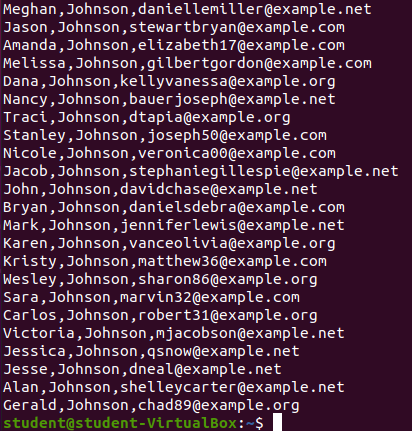 Meghan,Johnson,daniellemiller@example.net
Jason,Johnson,stewartbryan@example.com
Amanda,Johnson,elizabeth17@example.com
Melissa,Johnson,gilbertgordon@example.com
Dana,Johnson,kellyvanessa@example.org
Nancy,Johnson,bauerjoseph@example.net
Traci,Johnson,dtapia@example.org
Stanley,Johnson,joseph50@example.com
Nicole,Johnson,veronica00@example.com
Jacob,Johnson,stephaniegillespie@example.net
John,Johnson,davidchase@example.net
Bryan,Johnson,danielsdebra@example.com
Mark,Johnson,jenniferlewis@example.net
Karen,Johnson,vanceolivia@example.org
Kristy,Johnson,matthew36@example.com
Wesley,Johnson,sharon86@example.org
Sara,Johnson,marvin32@example.com
Carlos,Johnson,robert31@example.org
Victoria,Johnson,mjacobson@example.net
Jessica,Johnson,qsnow@example.net
Jesse,Johnson,dneal@example.net
Alan,Johnson,shelleycarter@example.net
Gerald,Johnson,chad89@example.org
student@student-VirtualBox:~$